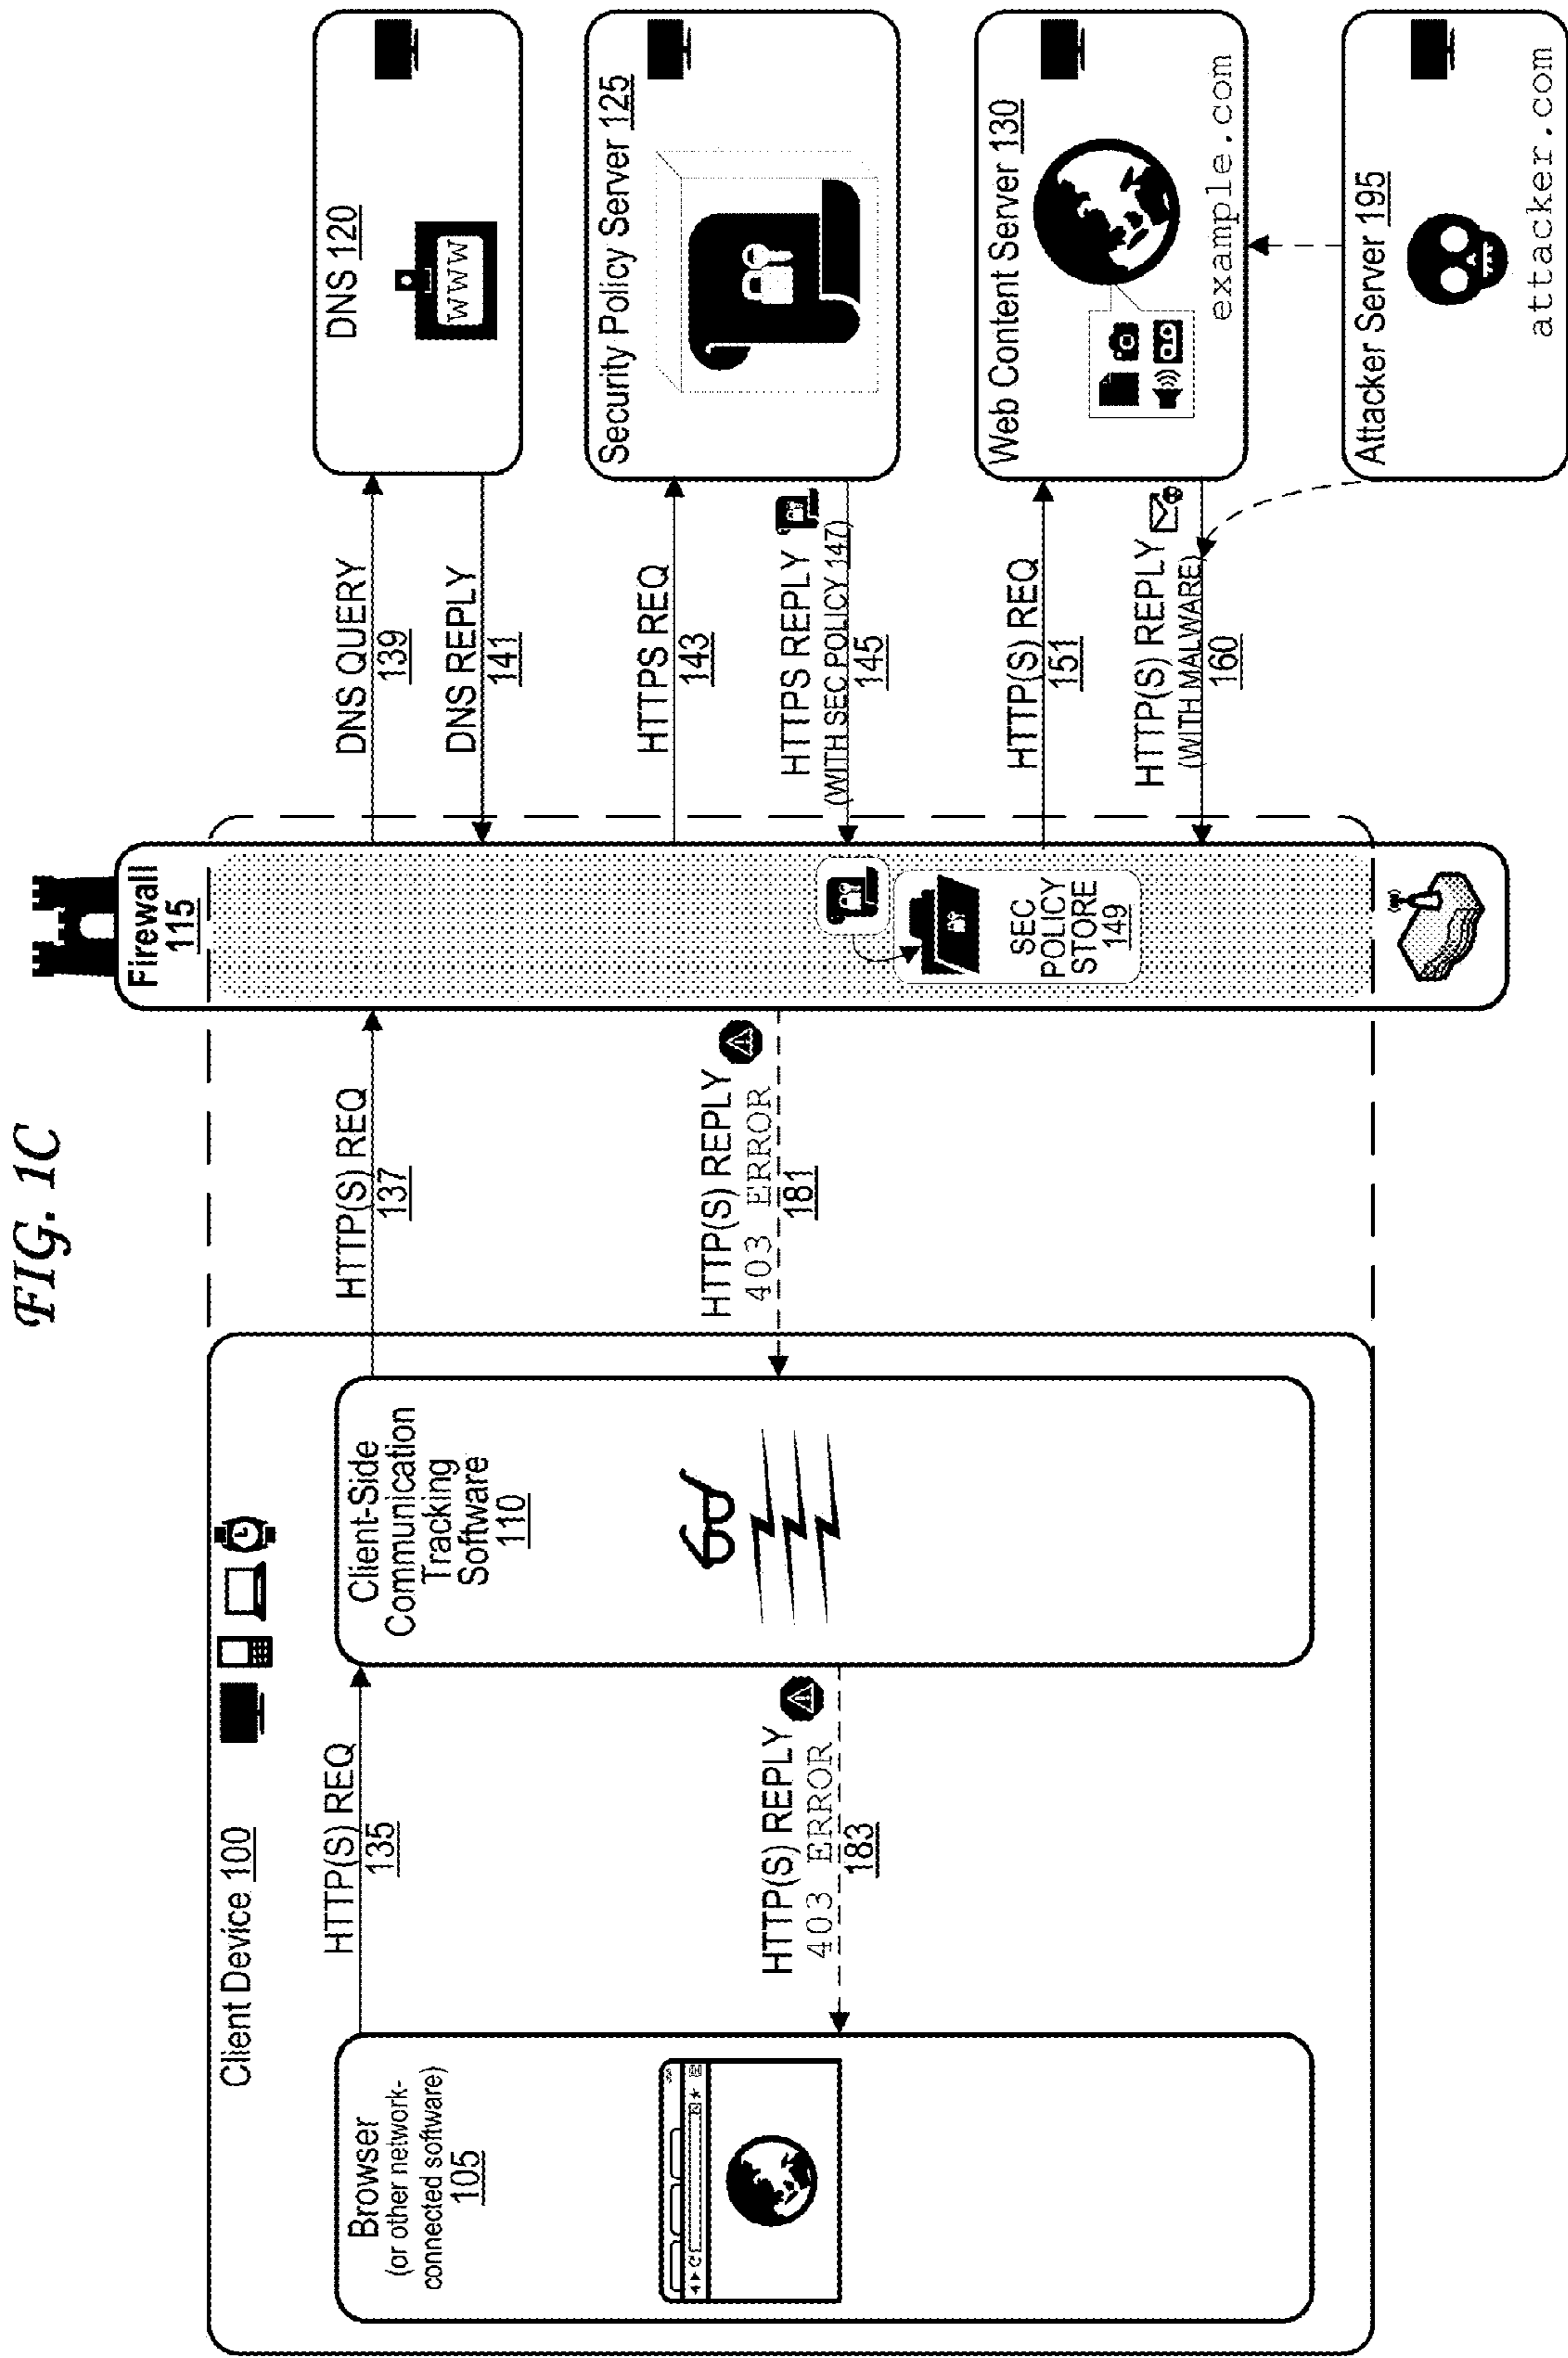 FIG. 1C
Client Device 100
Browser
(or other network-
connected software)
105
HTTP(S) REQ
135
HTTP(S) REPLY
403 ERROR
183
Client-Side
Communication
Tracking
Software
110
HTTP(S) REQ
137
HTTP(S) REPLY
403 ERROR
181
Firewall
115
SEC
POLICY
STORE
149
DNS QUERY
139
DNS REPLY
141
HTTPS REQ
143
HTTPS REPLY
(WITH SEC POLICY 147)
145
HTTP(S) REQ
151
HTTP(S) REPLY
(WITH MALWARE)
160
DNS 120
WWW
Security Policy Server 125
Web Content Server 130
example.com
Attacker Server 195
attacker.com